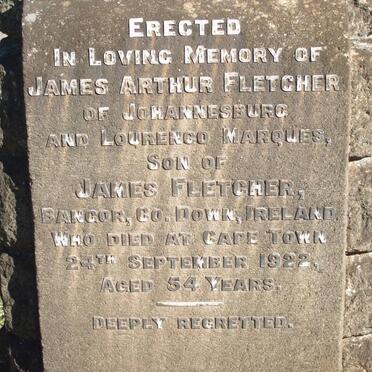 ERECTED
IN LOVING MEMORY OF
JAMES ARTHUR FLETCHER
OF JOHANNESBURG
AND LOURENCO MARQUES,
SON OF
JAMES FLETCHER,
BANGOR, CO. DOWN, IRELAND
WHO DIED AT CAPE TOWN
24TH SEPTEMBER 1922,
AGED 54 YEARS.
DEEPLY REGRETTED.